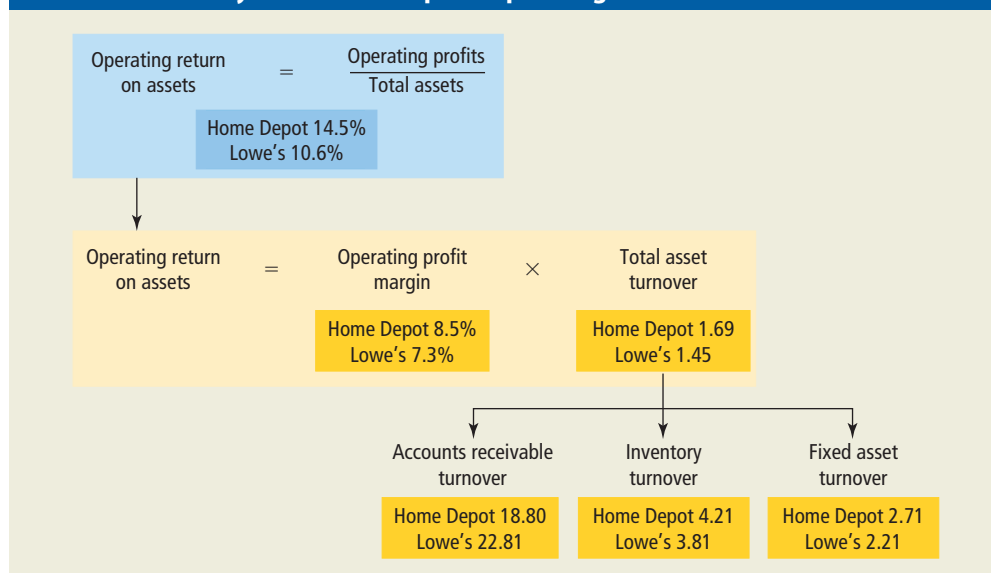 Operating return
on assets
=
Operating profits
Total assets
Home Depot 14.5%
Lowe's 10.6%
Operating return
on assets
=
Operating profit
margin
×
Total asset
turnover
Home Depot 8.5%
Lowe's 7.3%
Home Depot 1.69
Lowe's 1.45
Accounts receivable
turnover
Inventory
turnover
Fixed asset
turnover
Home Depot 18.80
Lowe's 22.81
Home Depot 4.21
Lowe's 3.81
Home Depot 2.71
Lowe's 2.21